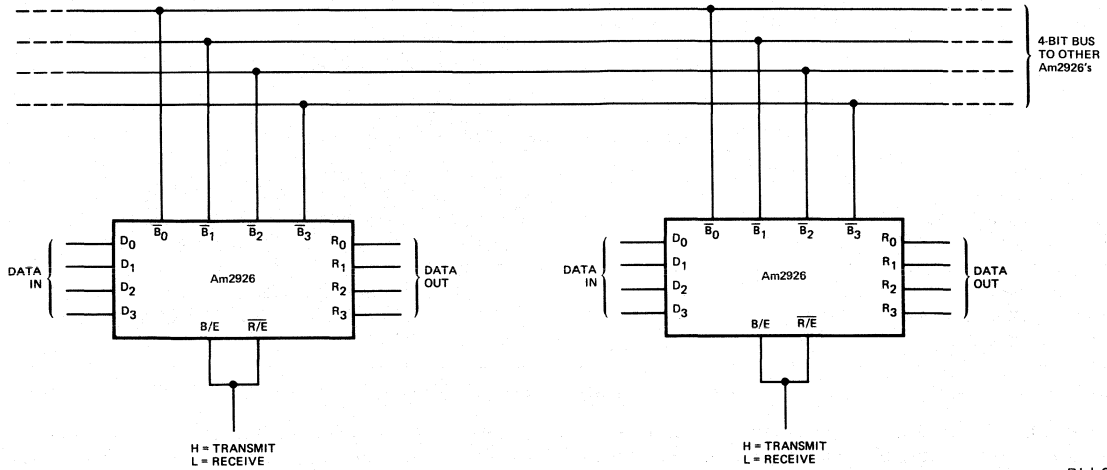 4-BIT BUS
TO OTHER
Am2926's
B̅0 B̅1 B̅2 B̅3
D0
D1
D2
D3
DATA
IN
Am2926
R0
R1
R2
R3
DATA
OUT
B/E R̅/̅E̅
H = TRANSMIT
L = RECEIVE
B̅0 B̅1 B̅2 B̅3
D0
D1
D2
D3
DATA
IN
Am2926
R0
R1
R2
R3
DATA
OUT
B/E R̅/̅E̅
H = TRANSMIT
L = RECEIVE